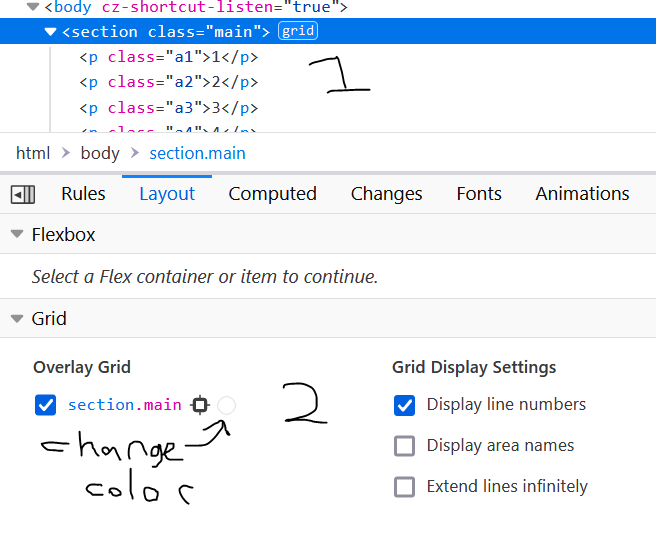 <body cz-shortcut-listen="true">
<section class="main"> grid
<p class="a1">1</p>
1
<p class="a2">2</p>
<p class="a3">3</p>
<p class="a4">4</p>
html > body > section.main
Rules Layout Computed Changes Fonts Animations
Flexbox
Select a Flex container or item to continue.
Grid
Overlay Grid
section.main
2
change
color
Grid Display Settings
Display line numbers
Display area names
Extend lines infinitely